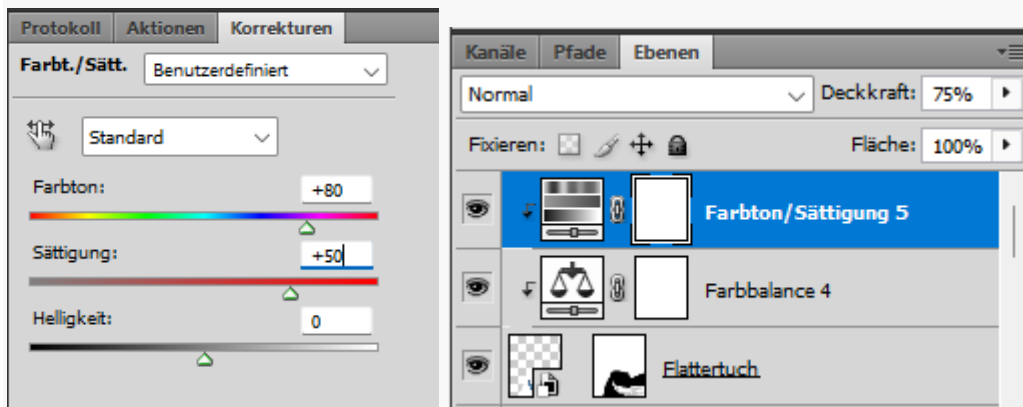 Protokoll Aktionen Korrekturen
Farbt./Sätt. Benutzerdefiniert
Standard
Farbton: +80
Sättigung: +50
Helligkeit: 0
Kanäle Pfade Ebenen
Normal Deckkraft: 75%
Fixieren: Fläche: 100%
Farbton/Sättigung 5
Farbbalance 4
Flattertuch